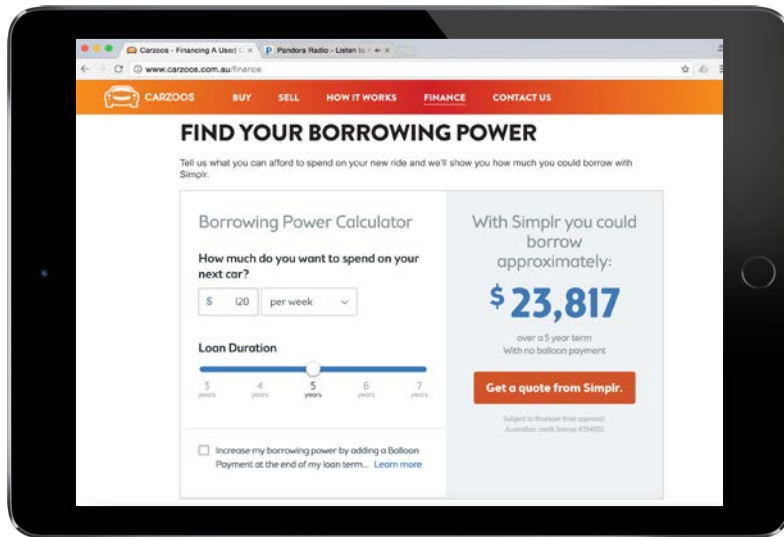 Carzoos - Financing A Used C
Pandora Radio - Listen to
www.carzoos.com.au/finance
CARZOOS
BUY
SELL
HOW IT WORKS
FINANCE
CONTACT US
FIND YOUR BORROWING POWER
Tell us what you can afford to spend on your new ride and we'll show you how much you could borrow with
Simplr.
Borrowing Power Calculator
How much do you want to spend on your
next car?
$ 120 per week
Loan Duration
3 4 5 6 7
years years years years years
Increase my borrowing power by adding a Balloon
Payment at the end of my loan term... Learn more
With Simplr you could
borrow
approximately:
$ 23,817
over a 5 year term
With no balloon payment
Get a quote from Simplr.
Subject to financier final approval
Australian credit license